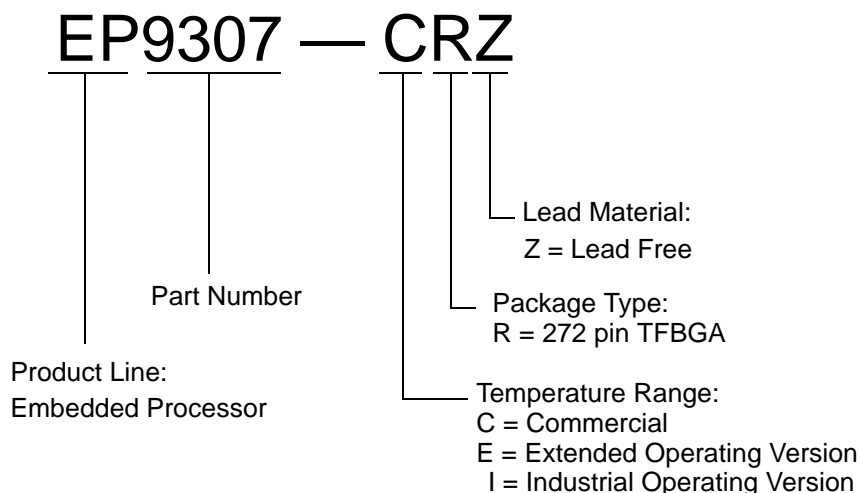 EP9307 — CRZ
Lead Material:
Z = Lead Free
Part Number
Package Type:
R = 272 pin TFBGA
Product Line:
Embedded Processor
Temperature Range:
C = Commercial
E = Extended Operating Version
I = Industrial Operating Version